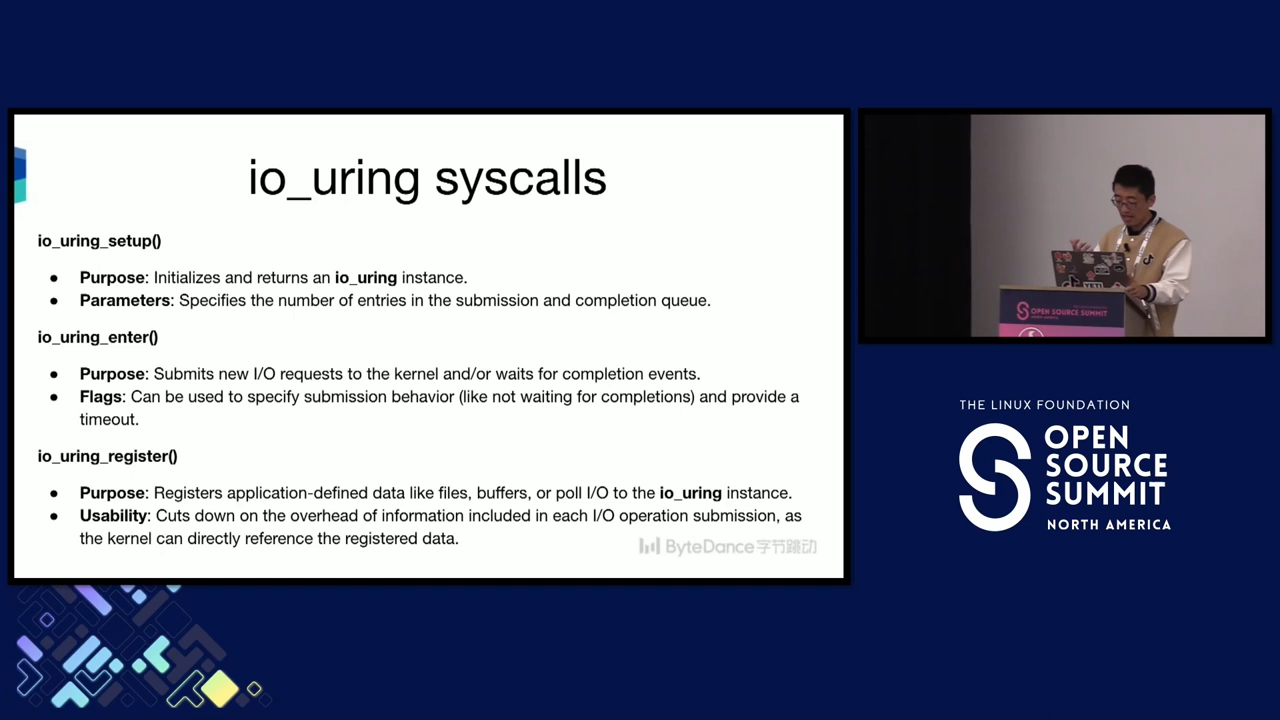 io_uring syscalls
io_uring_setup()
● Purpose: Initializes and returns an io_uring instance.
● Parameters: Specifies the number of entries in the submission and completion queue.
io_uring_enter()
● Purpose: Submits new I/O requests to the kernel and/or waits for completion events.
● Flags: Can be used to specify submission behavior (like not waiting for completions) and provide a
timeout.
io_uring_register()
● Purpose: Registers application-defined data like files, buffers, or poll I/O to the io_uring instance.
● Usability: Cuts down on the overhead of information included in each I/O operation submission, as
the kernel can directly reference the registered data.
ByteDance字节跳动
OPEN SOURCE SUMMIT
THE LINUX FOUNDATION
OPEN
SOURCE
SUMMIT
NORTH AMERICA